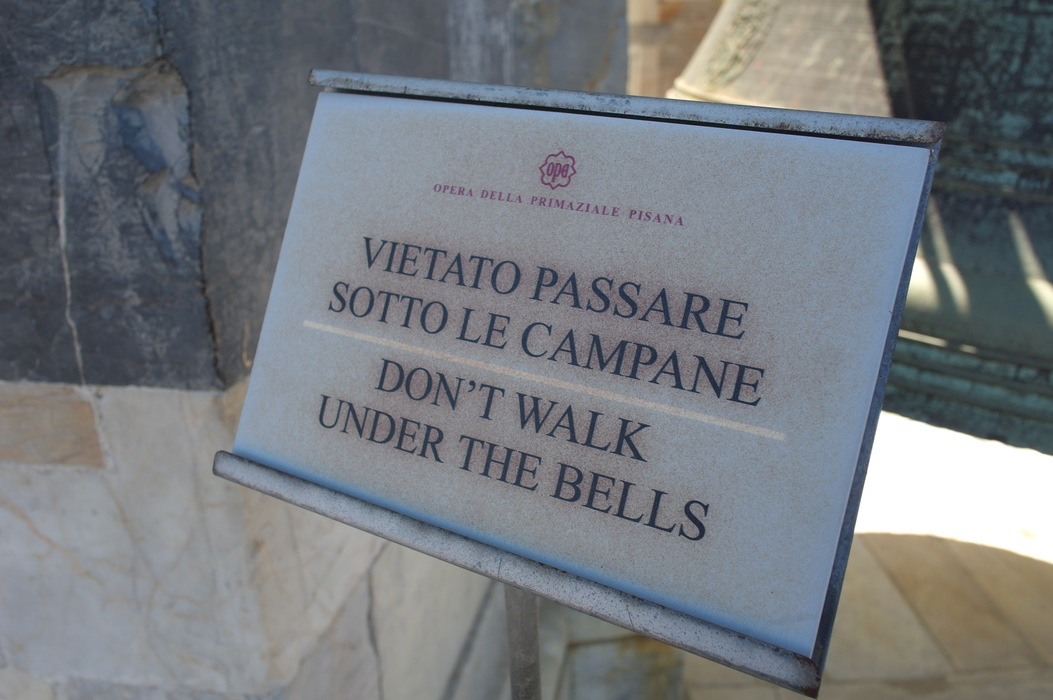 opa
OPERA DELLA PRIMAZIALE PISANA
VIETATO PASSARE
SOTTO LE CAMPANE
DON'T WALK
UNDER THE BELLS